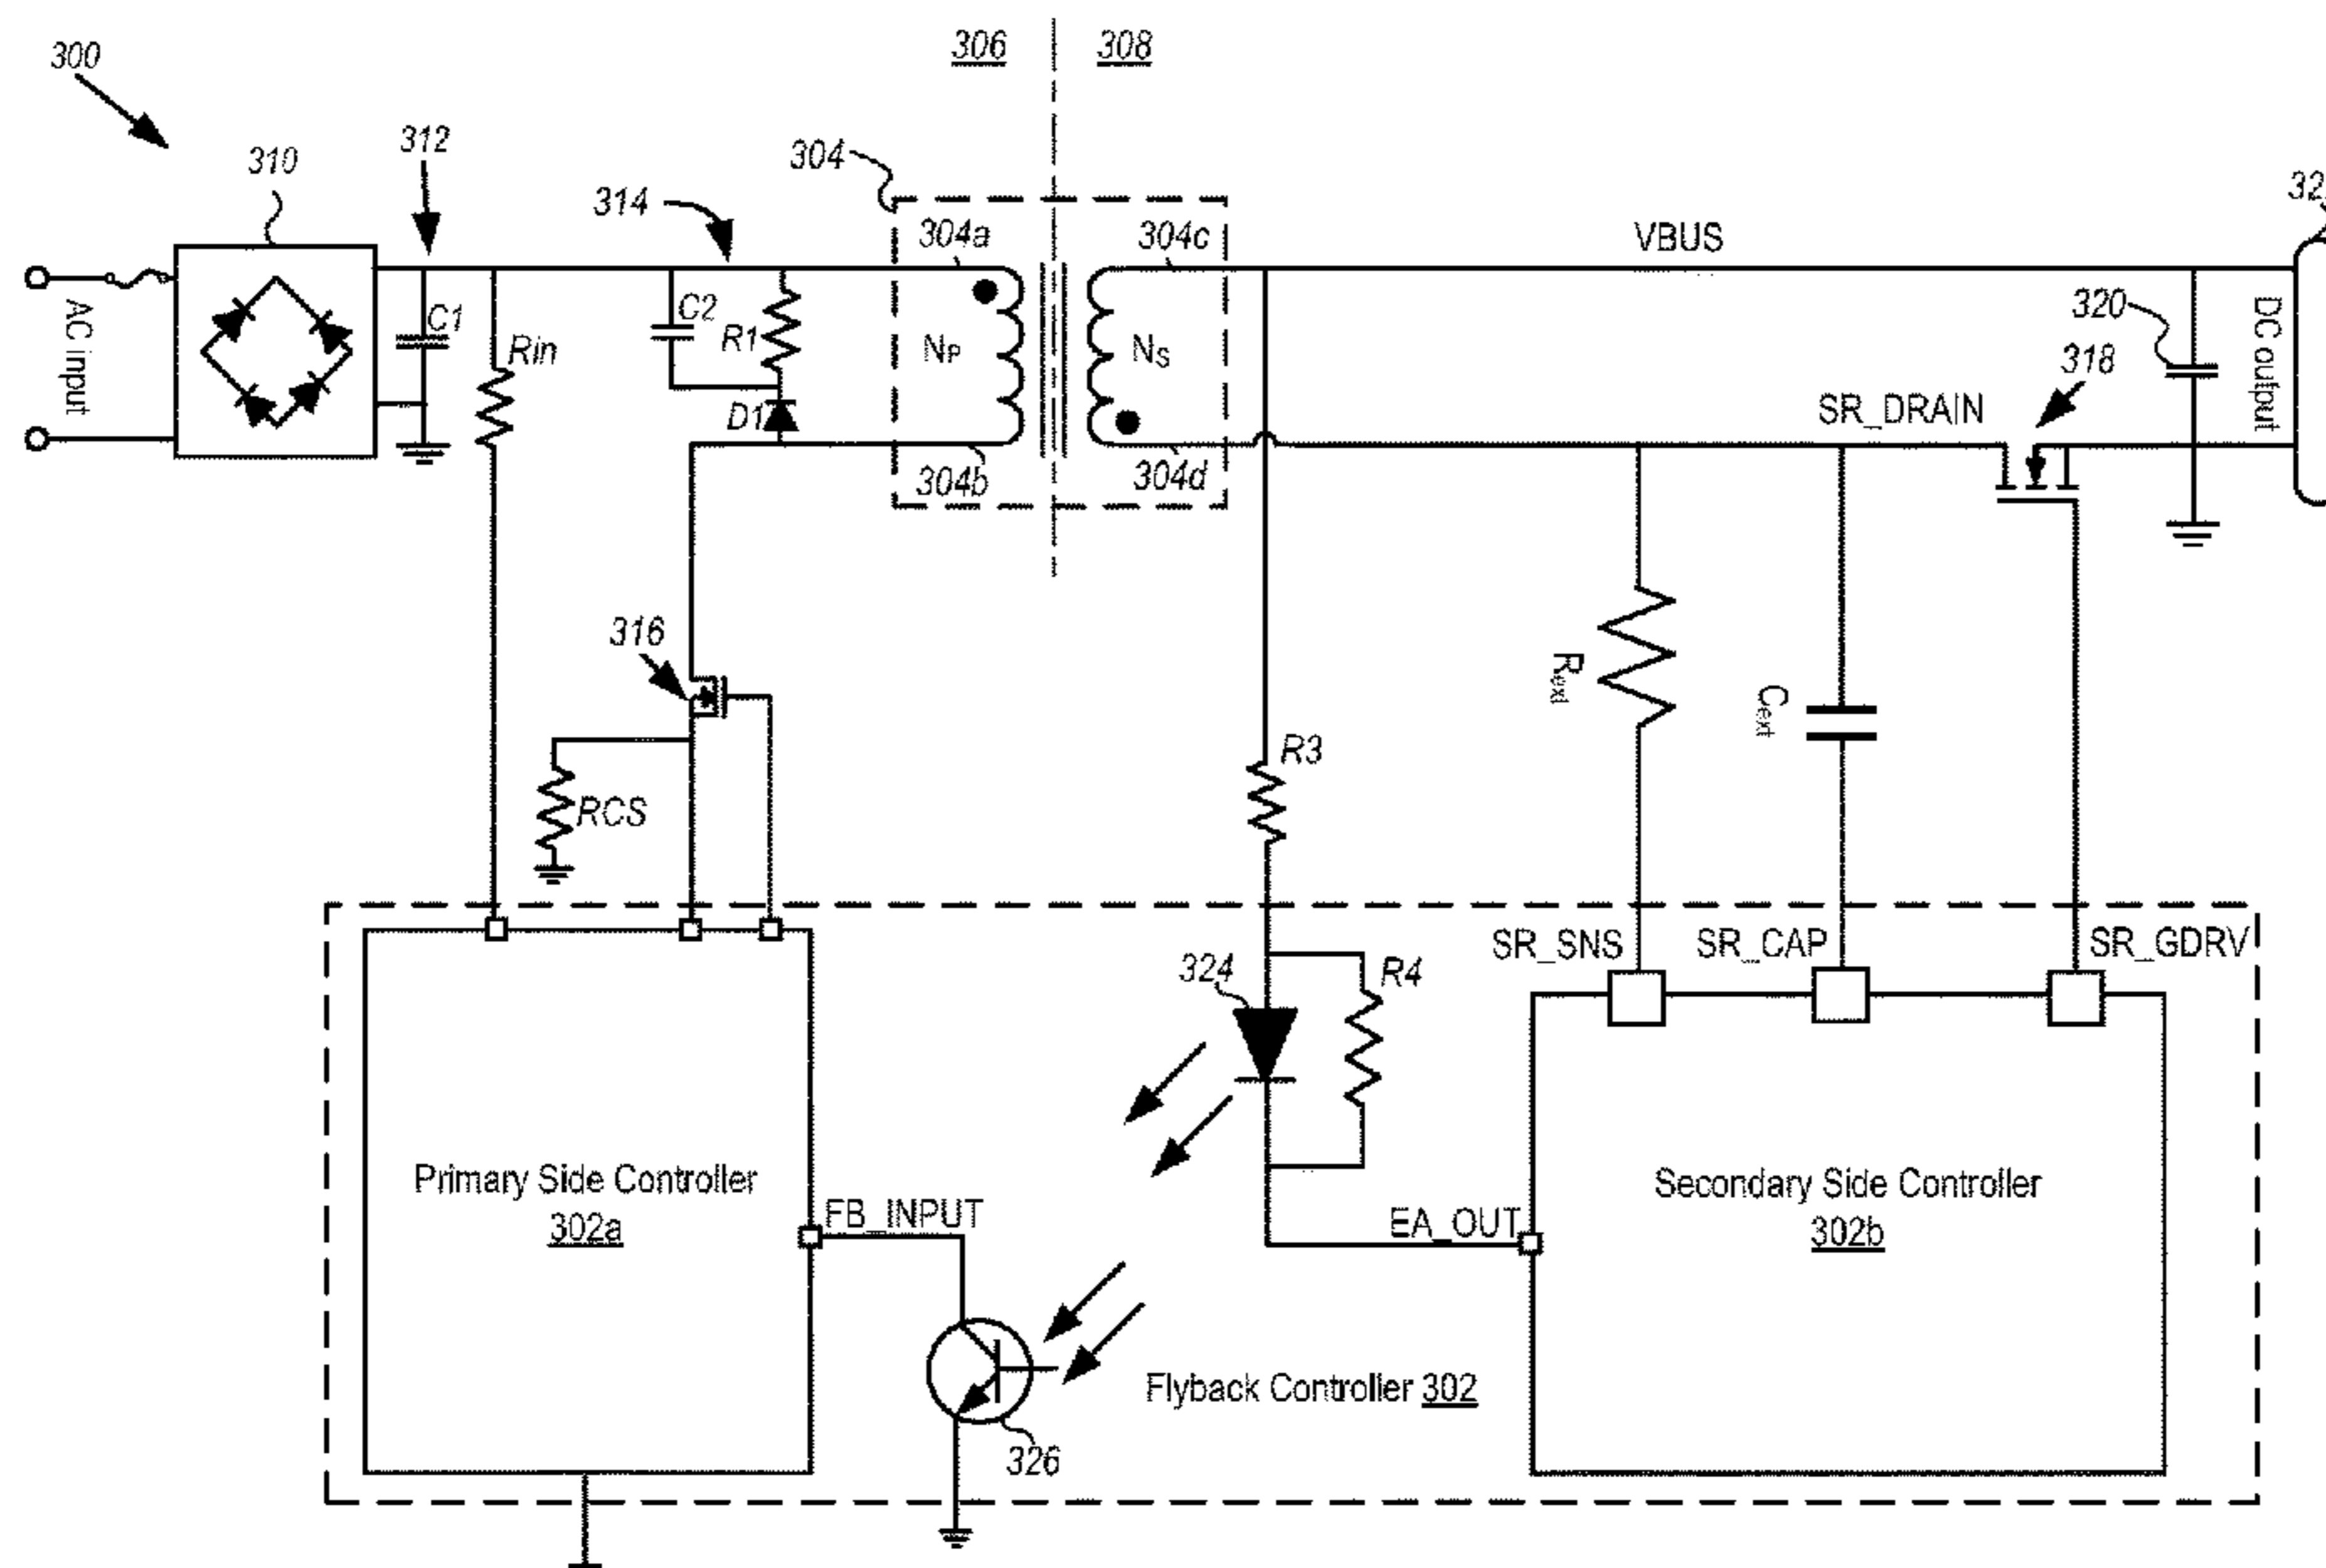 300
306
308
310
312
314
304
304a
304c
VBUS
AC input
C1
Rin
C2
R1
D1
NP
NS
304b
304d
SR_DRAIN
320
318
DC output
316
RCS
R3
Rext
Cext
SR_SNS
SR_CAP
SR_GDRV
324
R4
Primary Side Controller
302a
FB_INPUT
EA_OUT
Secondary Side Controller
302b
Flyback Controller 302
326